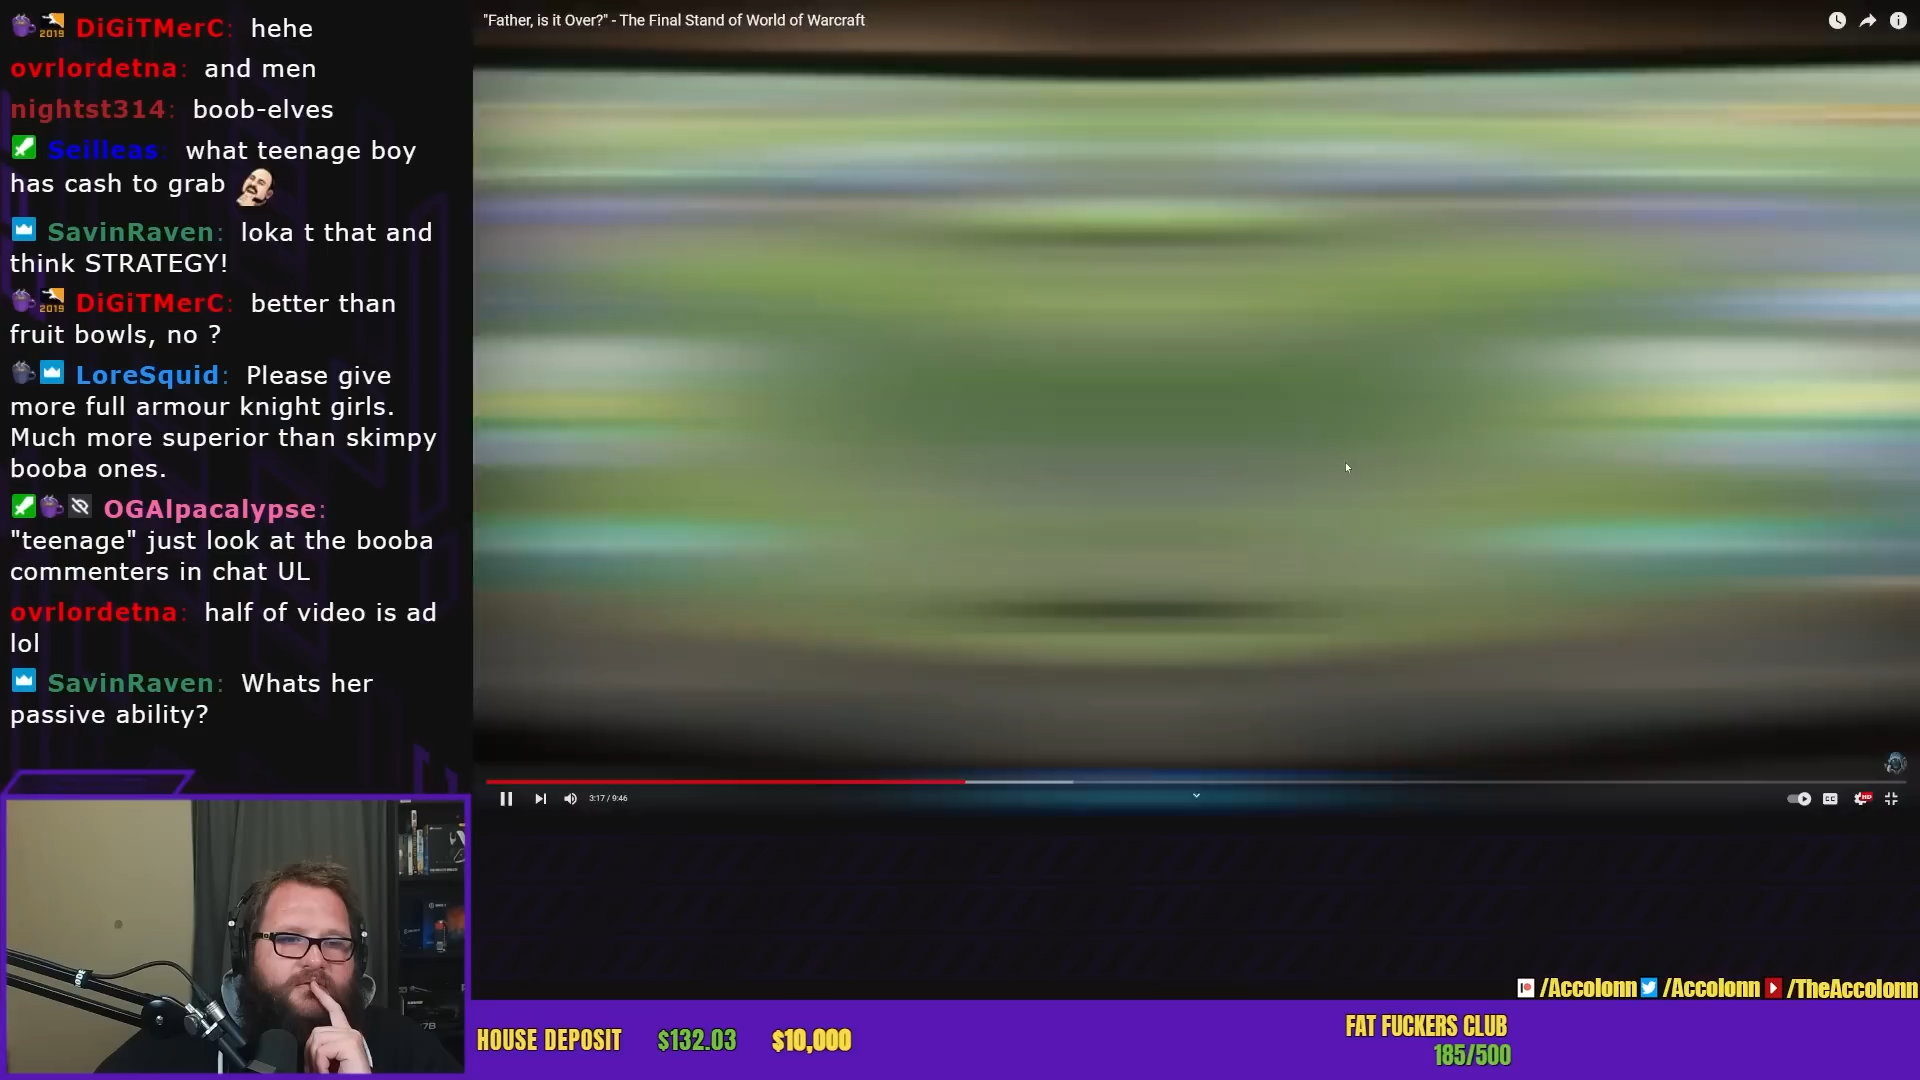 DiGiTMerC: hehe
ovrlordetna: and men
nightst314: boob-elves
Seilleas: what teenage boy
has cash to grab
SavinRaven: loka t that and
think STRATEGY!
2019 DiGiTMerC: better than
fruit bowls, no ?
LoreSquid: Please give
more full armour knight girls.
Much more superior than skimpy
booba ones.
OGAlpacalypse:
"teenage" just look at the booba
commenters in chat UL
ovrlordetna: half of video is ad
lol
SavinRaven: Whats her
passive ability?
"Father, is it Over?" - The Final Stand of World of Warcraft
3:17 / 9:46
CC
HD
RODE
/Accolonn /Accolonn /TheAccolonn
HOUSE DEPOSIT $132.03 $10,000
FAT FUCKERS CLUB
185/500